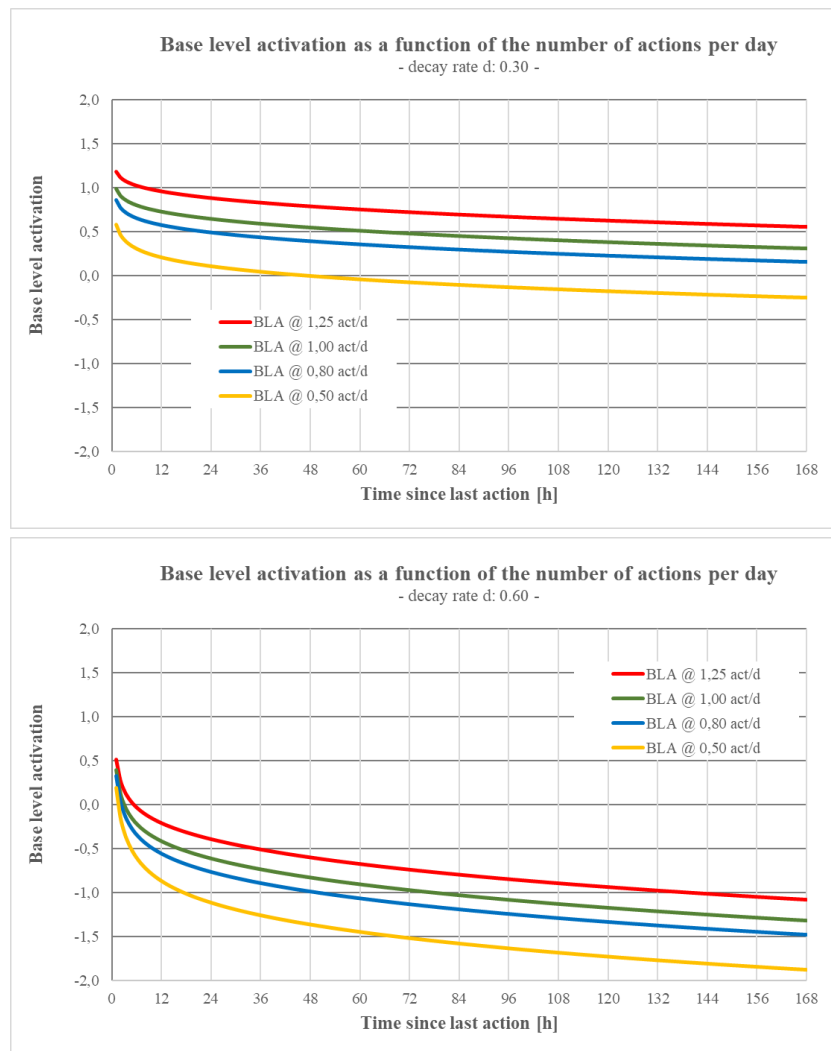 Base level activation as a function of the number of actions per day
- decay rate d: 0.30 -
2,0
1,5
1,0
0,5
0,0
-0,5
-1,0
-1,5
-2,0
Base level activation
BLA @ 1,25 act/d
BLA @ 1,00 act/d
BLA @ 0,80 act/d
BLA @ 0,50 act/d
0 12 24 36 48 60 72 84 96 108 120 132 144 156 168
Time since last action [h]
Base level activation as a function of the number of actions per day
- decay rate d: 0.60 -
2,0
1,5
1,0
0,5
0,0
-0,5
-1,0
-1,5
-2,0
Base level activation
BLA @ 1,25 act/d
BLA @ 1,00 act/d
BLA @ 0,80 act/d
BLA @ 0,50 act/d
0 12 24 36 48 60 72 84 96 108 120 132 144 156 168
Time since last action [h]